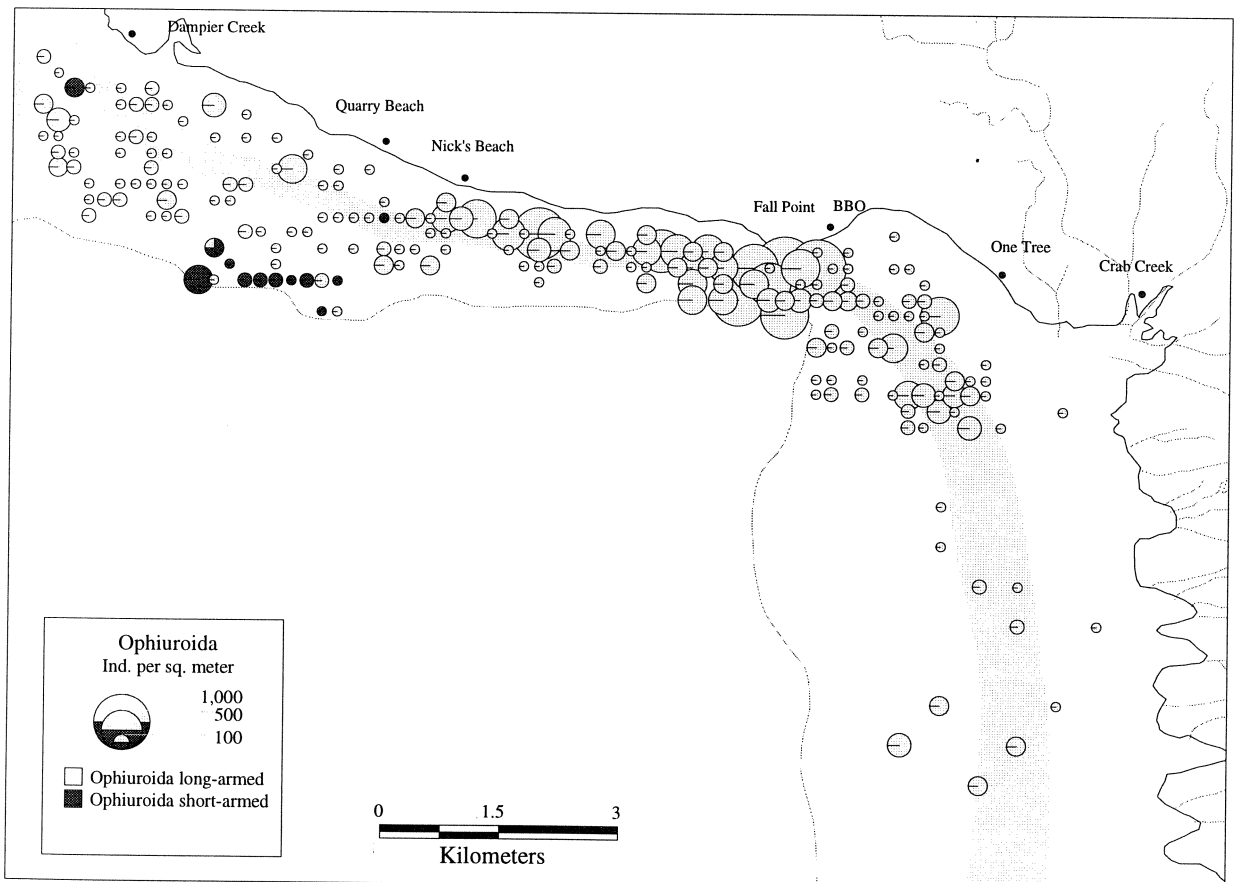 Dampier Creek
Quarry Beach
Nick's Beach
Fall Point BBO
One Tree
Crab Creek
Ophiuroida
Ind. per sq. meter
1,000
500
100
Ophiuroida long-armed
Ophiuroida short-armed
0 1.5 3
Kilometers